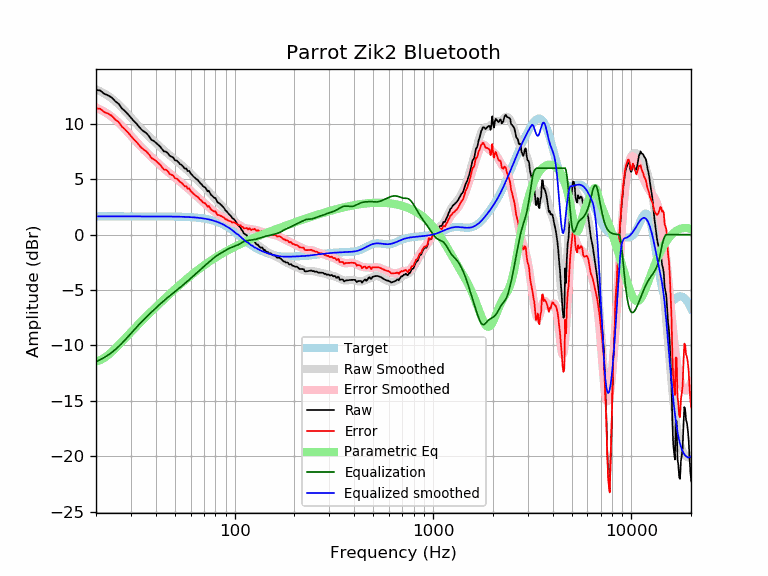 Parrot Zik2 Bluetooth
Amplitude (dBr)
10
5
0
−5
−10
−15
−20
−25
Target
Raw Smoothed
Error Smoothed
Raw
Error
Parametric Eq
Equalization
Equalized smoothed
100
1000
10000
Frequency (Hz)